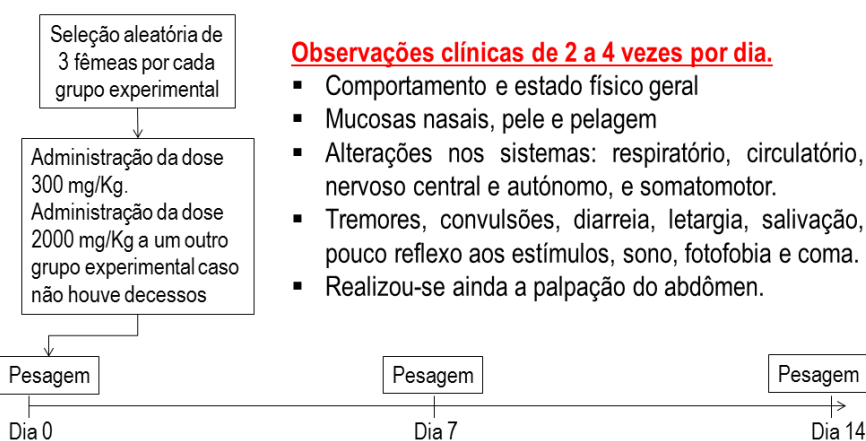 Seleção aleatória de
3 fêmeas por cada
grupo experimental
Administração da dose
300 mg/Kg.
Administração da dose
2000 mg/Kg a um outro
grupo experimental caso
não houve decessos
Observações clínicas de 2 a 4 vezes por dia.
▪ Comportamento e estado físico geral
▪ Mucosas nasais, pele e pelagem
▪ Alterações nos sistemas: respiratório, circulatório,
nervoso central e autónomo, e somatomotor.
▪ Tremores, convulsões, diarreia, letargia, salivação,
pouco reflexo aos estímulos, sono, fotofobia e coma.
▪ Realizou-se ainda a palpação do abdômen.
Pesagem
Pesagem
Pesagem
Dia 0
Dia 7
Dia 14